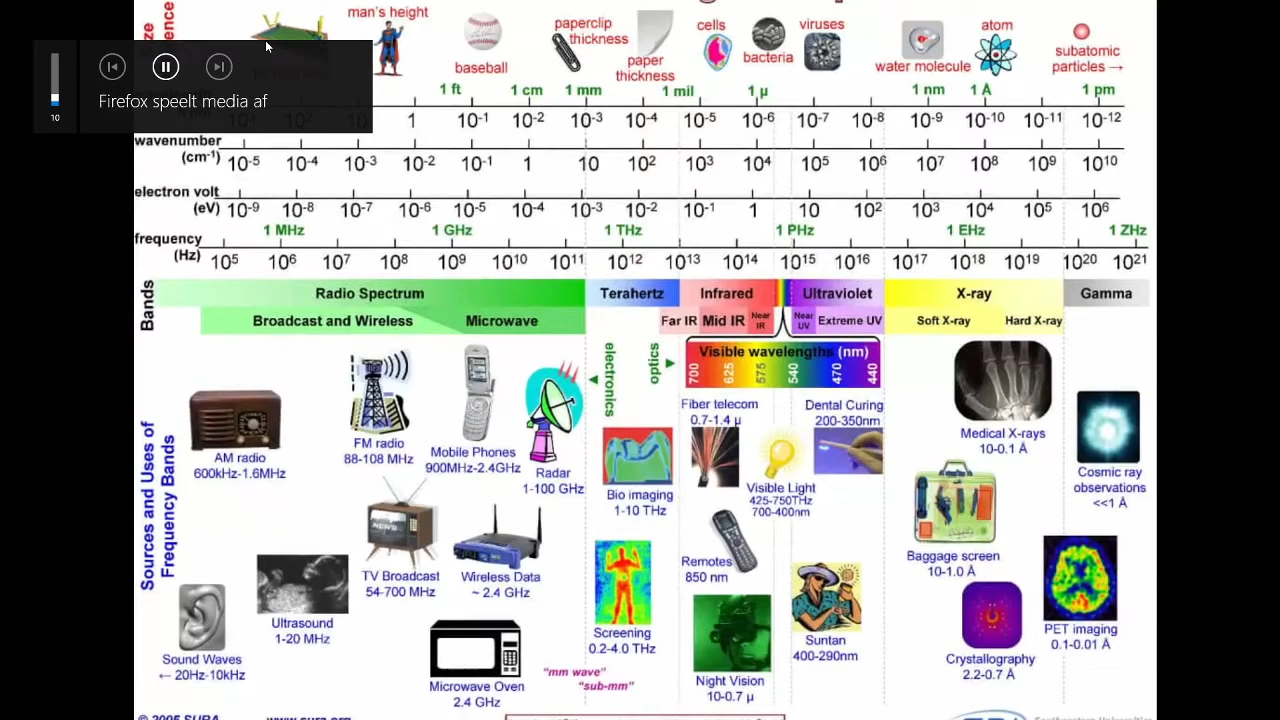 man's height
paperclip
thickness
cells
viruses
atom
baseball
paper
thickness
bacteria
water molecule
subatomic
particles →
10
Firefox speelt media af
1 ft
1 cm
1 mm
1 mil
1 µ
1 nm
1 Å
1 pm
1 10⁻¹ 10⁻² 10⁻³ 10⁻⁴ 10⁻⁵ 10⁻⁶ 10⁻⁷ 10⁻⁸ 10⁻⁹ 10⁻¹⁰ 10⁻¹¹ 10⁻¹²
wavenumber
(cm⁻¹)
10⁻⁵ 10⁻⁴ 10⁻³ 10⁻² 10⁻¹ 1 10 10² 10³ 10⁴ 10⁵ 10⁶ 10⁷ 10⁸ 10⁹ 10¹⁰
electron volt
(eV)
10⁻⁹ 10⁻⁸ 10⁻⁷ 10⁻⁶ 10⁻⁵ 10⁻⁴ 10⁻³ 10⁻² 10⁻¹ 1 10 10² 10³ 10⁴ 10⁵ 10⁶
1 MHz 1 GHz 1 THz 1 PHz 1 EHz 1 ZHz
frequency
(Hz)
10⁵ 10⁶ 10⁷ 10⁸ 10⁹ 10¹⁰ 10¹¹ 10¹² 10¹³ 10¹⁴ 10¹⁵ 10¹⁶ 10¹⁷ 10¹⁸ 10¹⁹ 10²⁰ 10²¹
Bands
Radio Spectrum
Terahertz
Infrared
Ultraviolet
X-ray
Gamma
Broadcast and Wireless
Microwave
Far IR
Mid IR
Near
IR
Near
UV
Extreme UV
Soft X-ray
Hard X-ray
Sources and Uses of
Frequency Bands
electronics
optics
Visible wavelengths (nm)
700 625 575 540 470 440
AM radio
600kHz-1.6MHz
FM radio
88-108 MHz
Mobile Phones
900MHz-2.4GHz
Radar
1-100 GHz
Bio imaging
1-10 THz
Fiber telecom
0.7-1.4 µ
Dental Curing
200-350nm
Visible Light
425-750THz
700-400nm
Medical X-rays
10-0.1 Å
Cosmic ray
observations
<<1 Å
NEWS
TV Broadcast
54-700 MHz
Wireless Data
~ 2.4 GHz
Remotes
850 nm
Baggage screen
10-1.0 Å
Ultrasound
1-20 MHz
Screening
0.2-4.0 THz
Suntan
400-290nm
PET imaging
0.1-0.01 Å
Sound Waves
← 20Hz-10kHz
Microwave Oven
2.4 GHz
"mm wave"
"sub-mm"
Night Vision
10-0.7 µ
Crystallography
2.2-0.7 Å
© 2005 SURA
www.sura.org